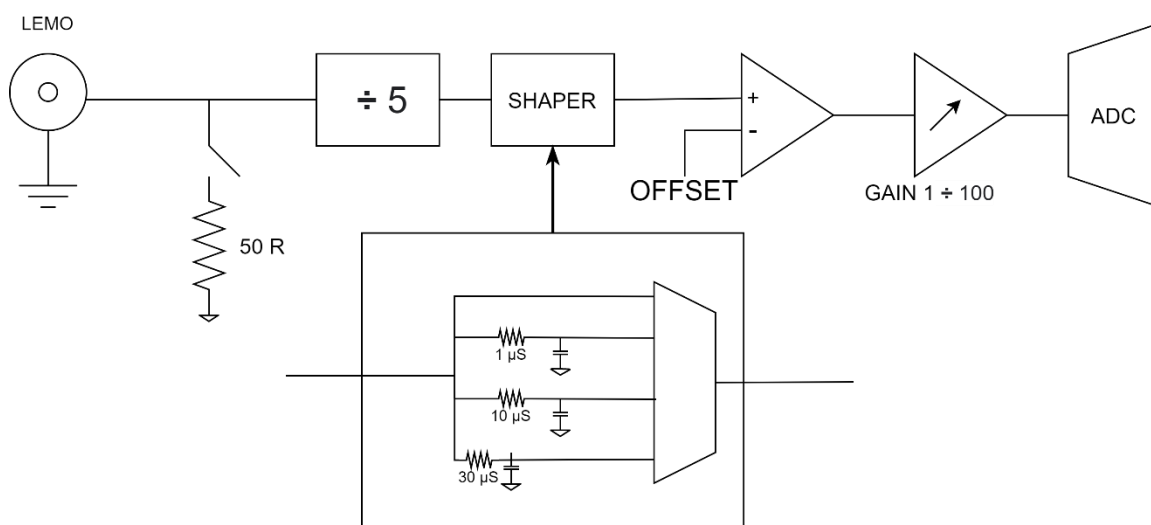 LEMO
÷ 5
SHAPER
+
-
OFFSET
ADC
GAIN 1 ÷ 100
50 R
1 µS
10 µS
30 µS